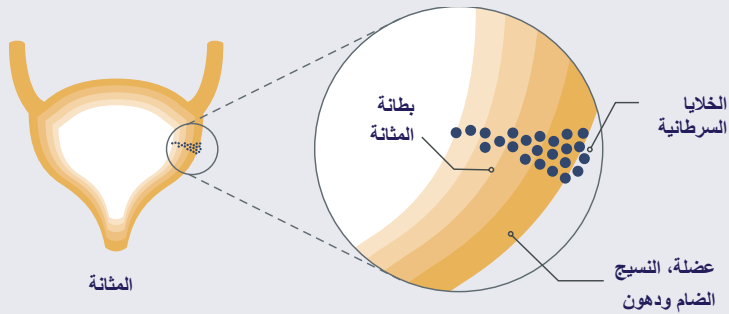 الخلايا
السرطانية
بطانة
المثانة
عضلة، النسيج
الضام ودهون
المثانة